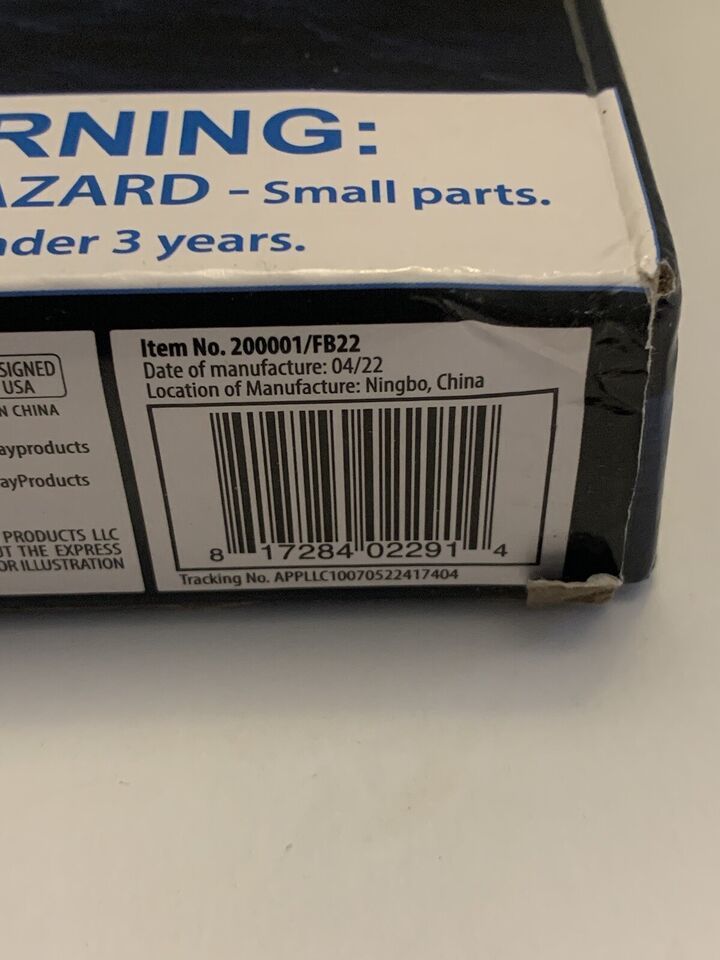 RNING:
AZARD - Small parts.
nder 3 years.
SIGNED
USA
N CHINA
ayproducts
ayProducts
PRODUCTS LLC
UT THE EXPRESS
OR ILLUSTRATION
Item No. 200001/FB22
Date of manufacture: 04/22
Location of Manufacture: Ningbo, China
8 17284 02291 4
Tracking No. APPLLC10070522417404